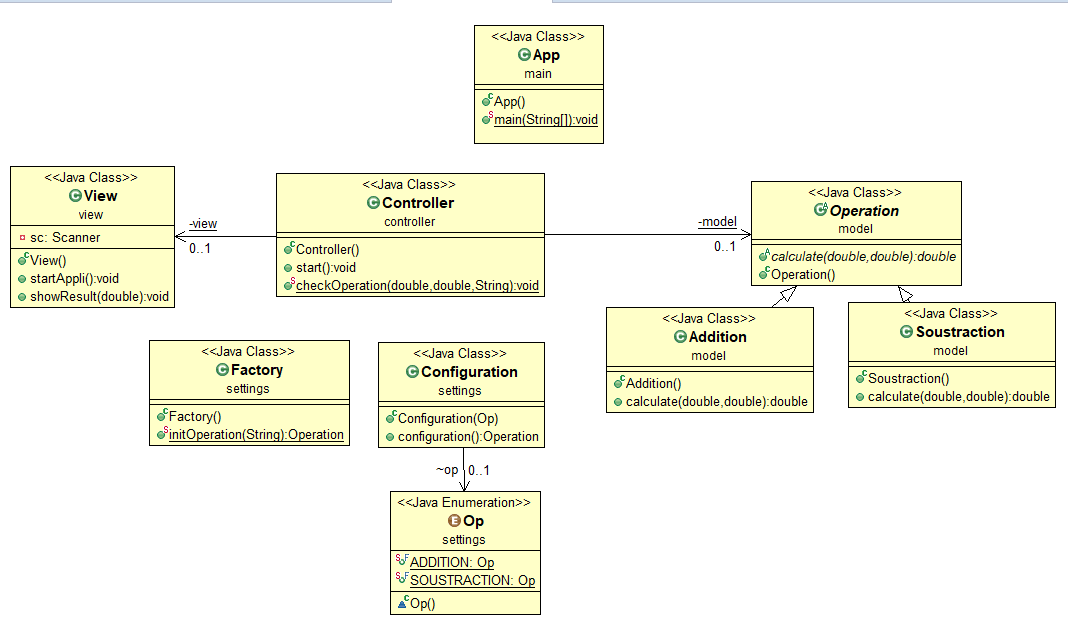 <<Java Class>>
App
main
App()
main(String[]):void
<<Java Class>>
View
view
sc: Scanner
View()
startAppli():void
showResult(double):void
-view
0..1
<<Java Class>>
Controller
controller
Controller()
start():void
checkOperation(double,double,String):void
-model
0..1
<<Java Class>>
Operation
model
calculate(double,double):double
Operation()
<<Java Class>>
Addition
model
Addition()
calculate(double,double):double
<<Java Class>>
Soustraction
model
Soustraction()
calculate(double,double):double
<<Java Class>>
Factory
settings
Factory()
initOperation(String):Operation
<<Java Class>>
Configuration
settings
Configuration(Op)
configuration():Operation
~op 0..1
<<Java Enumeration>>
Op
settings
ADDITION: Op
SOUSTRACTION: Op
Op()